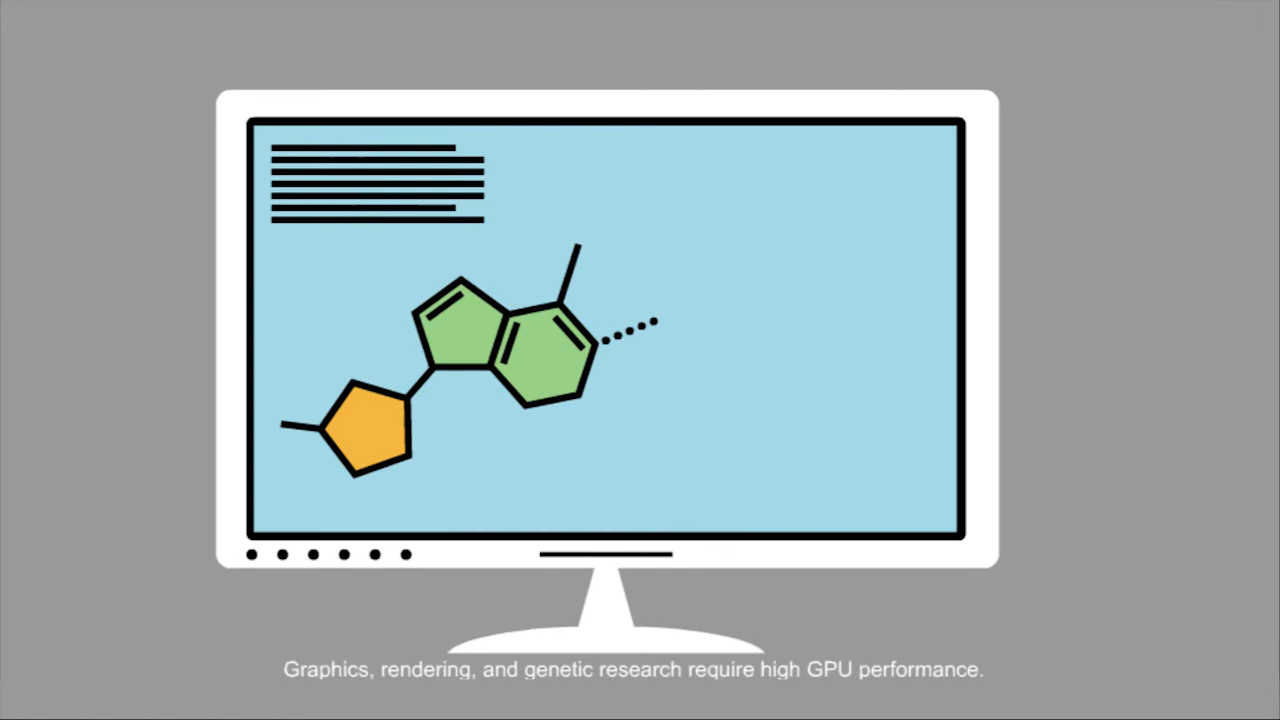 Graphics, rendering, and genetic research require high GPU performance.